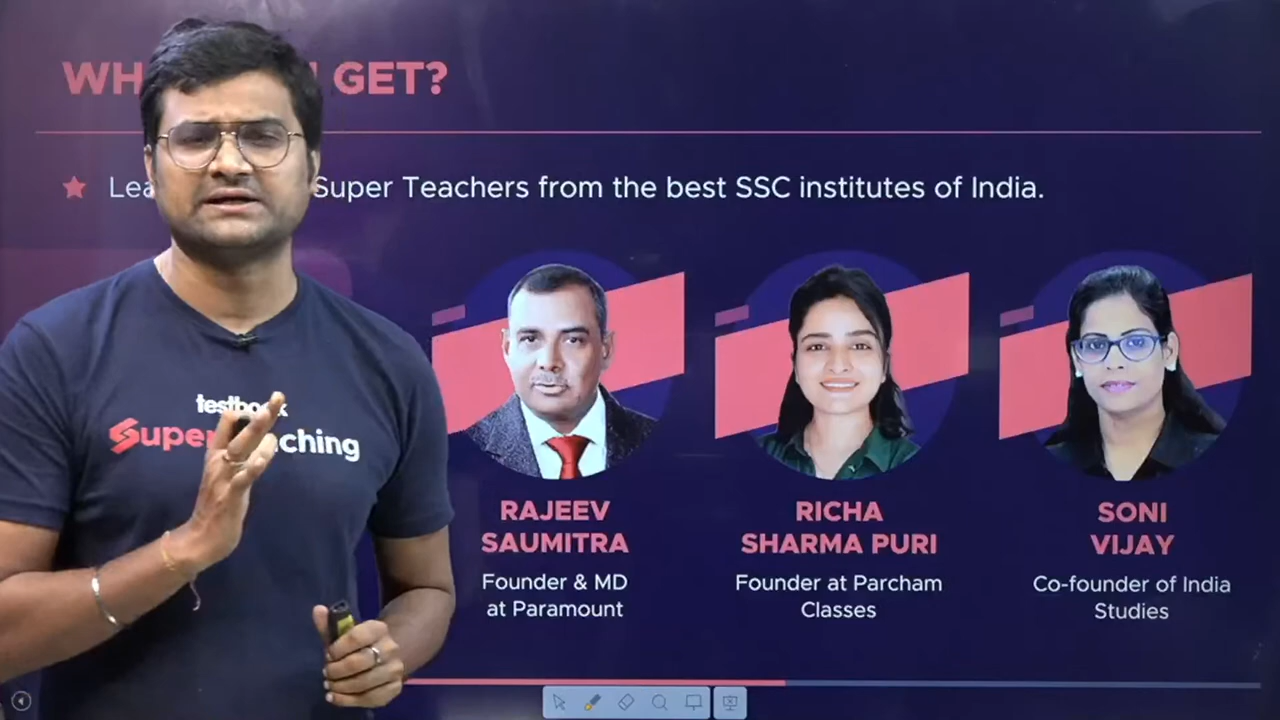 GET?
Super Teachers from the best SSC institutes of India.
testbook
Super
RAJEEV
SAUMITRA
Founder & MD
at Paramount
RICHA
SHARMA PURI
Founder at Parcham
Classes
SONI
VIJAY
Co-founder of India
Studies